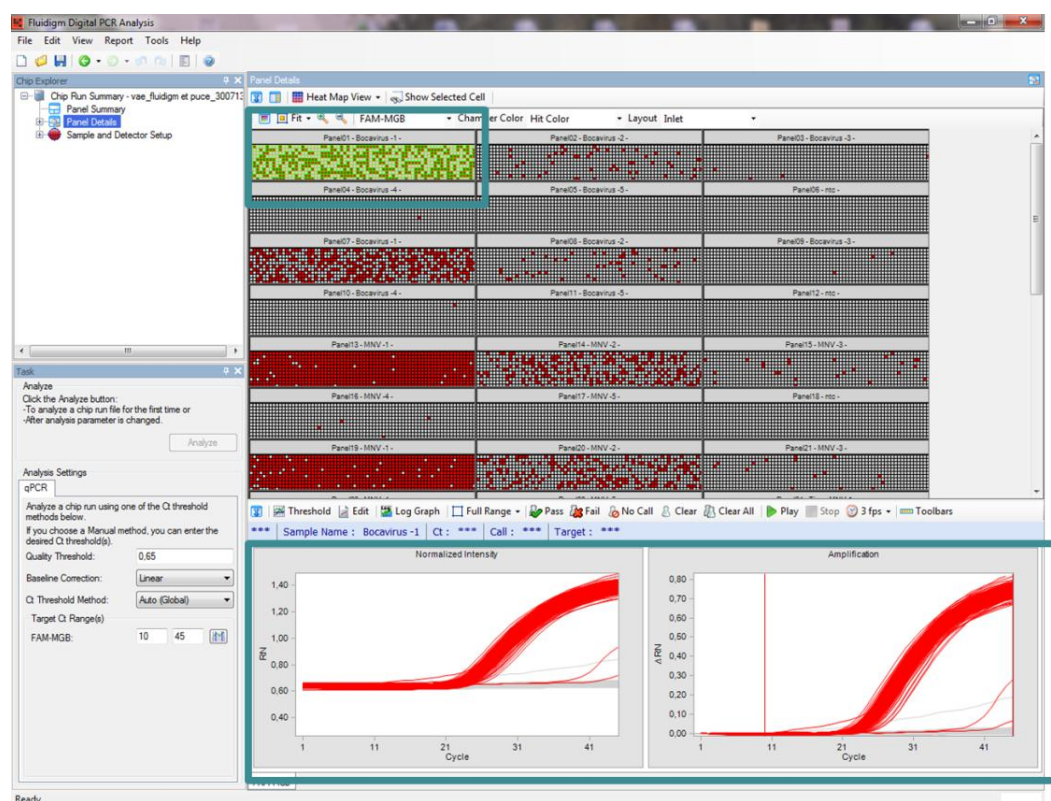 Fluidigm Digital PCR Analysis
File Edit View Report Tools Help
Chip Explorer
Chip Run Summary - vae_fluidigm et puce_300713
Panel Summary
Panel Details
Sample and Detector Setup
Panel Details
Heat Map View Show Selected Cell
Fit FAM-MGB Chamber Color Hit Color Layout Inlet
Panel01 - Bocavirus -1 - Panel02 - Bocavirus -2 - Panel03 - Bocavirus -3 -
Panel04 - Bocavirus -4 - Panel05 - Bocavirus -5 - Panel06 - ntc -
Panel07 - Bocavirus -1 - Panel08 - Bocavirus -2 - Panel09 - Bocavirus -3 -
Panel10 - Bocavirus -4 - Panel11 - Bocavirus -5 - Panel12 - ntc -
Panel13 - MNV -1 - Panel14 - MNV -2 - Panel15 - MNV -3 -
Panel16 - MNV -4 - Panel17 - MNV -5 - Panel18 - ntc -
Panel19 - MNV -1 - Panel20 - MNV -2 - Panel21 - MNV -3 -
Task
Analyze
Click the Analyze button:
-To analyze a chip run file for the first time or
-After analysis parameter is changed.
Analyze
Analysis Settings
qPCR
Analyze a chip run using one of the Ct threshold
methods below.
If you choose a Manual method, you can enter the
desired Ct threshold(s).
Quality Threshold: 0,65
Baseline Correction: Linear
Ct Threshold Method: Auto (Global)
Target Ct Range(s)
FAM-MGB: 10 45
Threshold Edit Log Graph Full Range Pass Fail No Call Clear Clear All Play Stop 3 fps Toolbars
*** Sample Name : Bocavirus -1 Ct : *** Call : *** Target : ***
Normalized Intensity
1,40
1,20
1,00
0,80
0,60
0,40
RN
1 11 21 31 41
Cycle
Amplification
0,80
0,70
0,60
0,50
0,40
0,30
0,20
0,10
0,00
ΔRN
1 11 21 31 41
Cycle
Ready